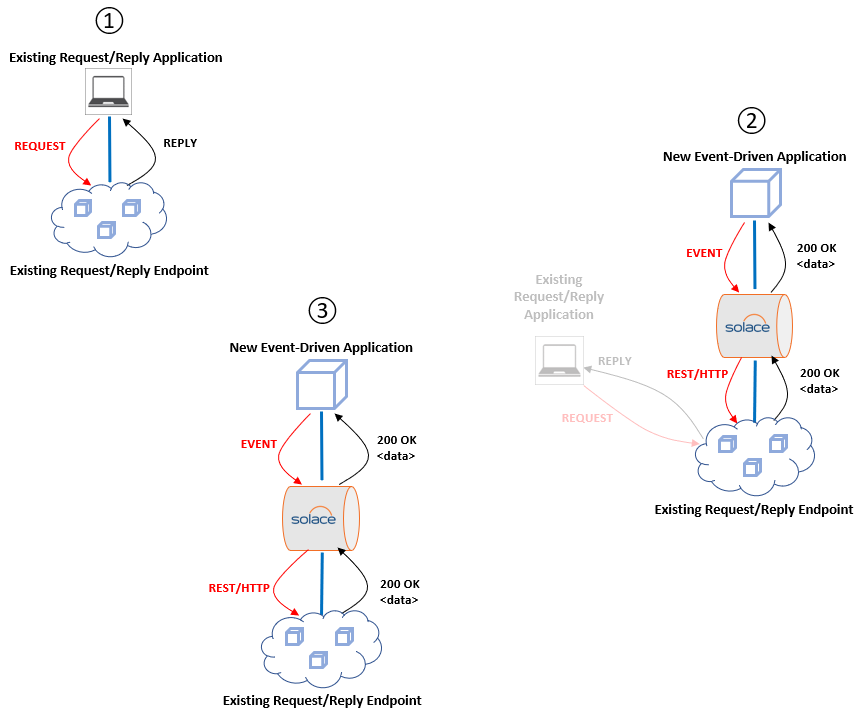 ①
Existing Request/Reply Application
REQUEST
REPLY
Existing Request/Reply Endpoint
②
New Event-Driven Application
EVENT
200 OK
<data>
solace
REST/HTTP
200 OK
<data>
Existing
Request/Reply
Application
REPLY
REQUEST
Existing Request/Reply Endpoint
③
New Event-Driven Application
EVENT
200 OK
<data>
solace
REST/HTTP
200 OK
<data>
Existing Request/Reply Endpoint